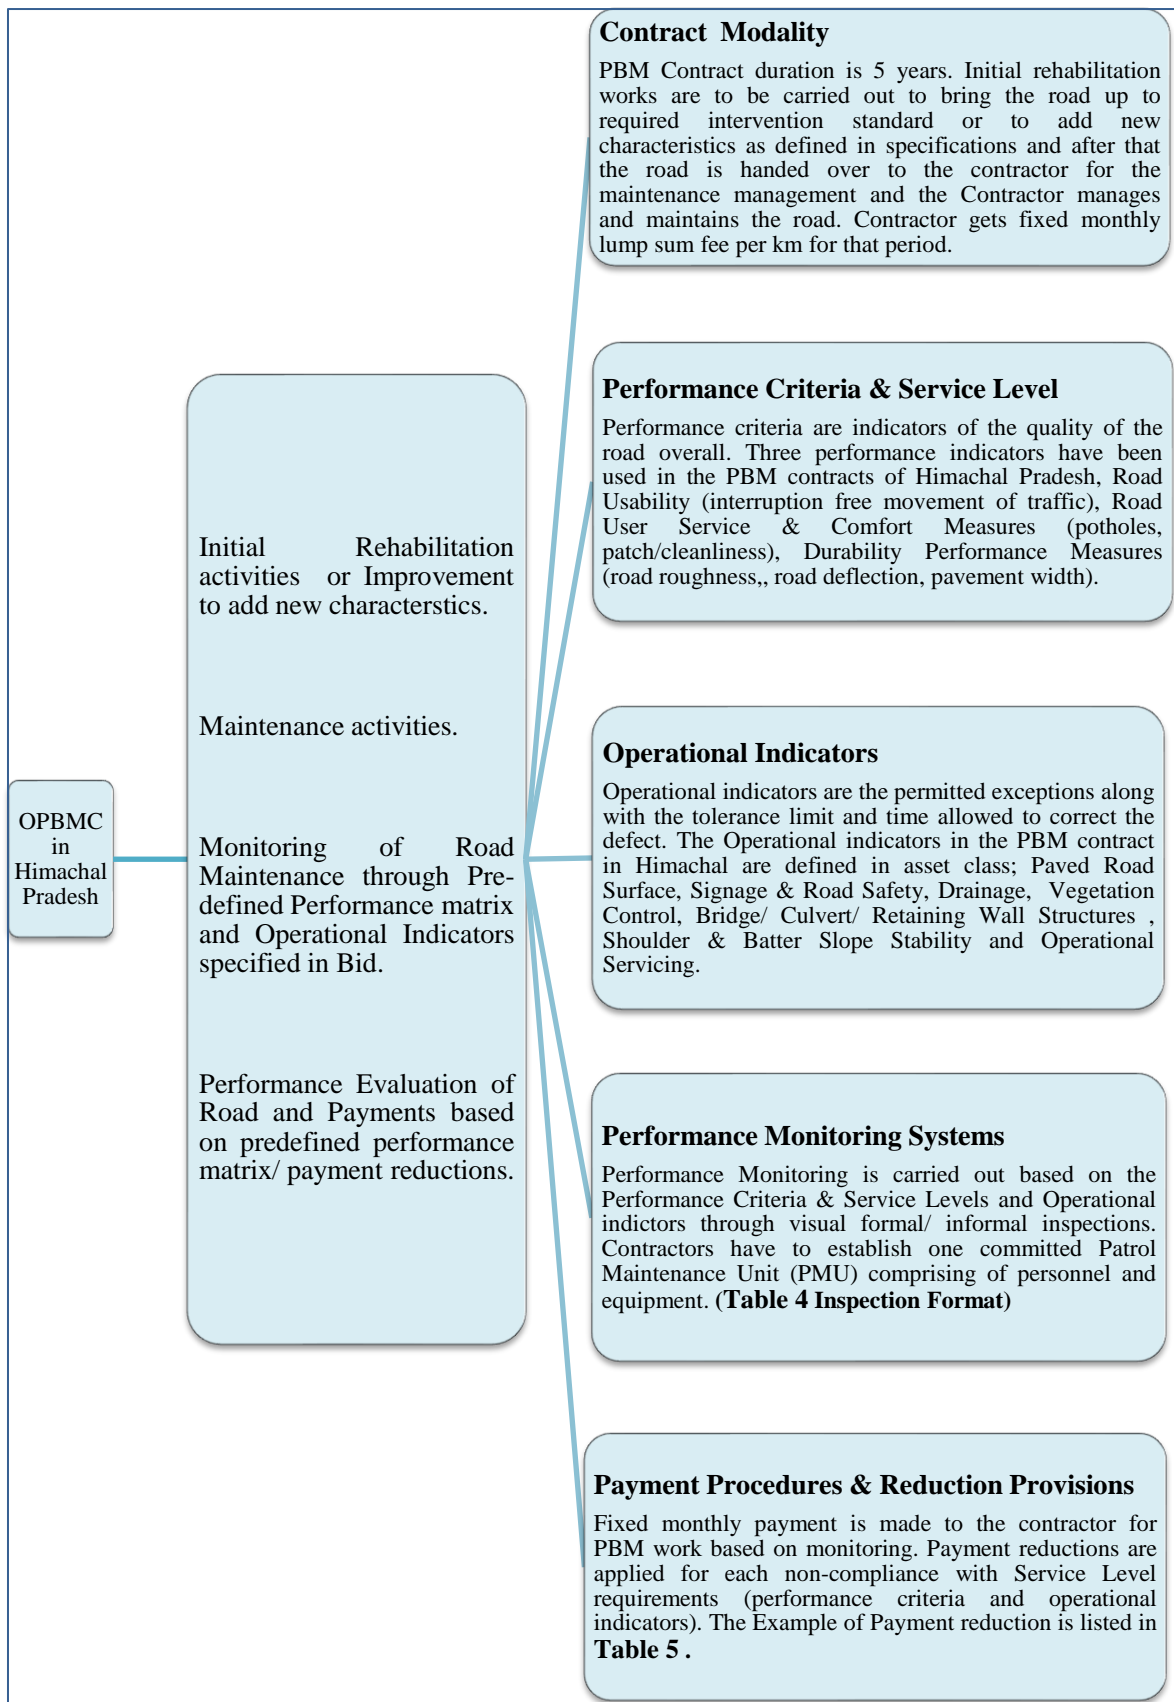 OPBMC
in
Himachal
Pradesh
Initial Rehabilitation
activities or Improvement
to add new characterstics.
Maintenance activities.
Monitoring of Road
Maintenance through Pre-
defined Performance matrix
and Operational Indicators
specified in Bid.
Performance Evaluation of
Road and Payments based
on predefined performance
matrix/ payment reductions.
Contract Modality
PBM Contract duration is 5 years. Initial rehabilitation
works are to be carried out to bring the road up to
required intervention standard or to add new
characteristics as defined in specifications and after that
the road is handed over to the contractor for the
maintenance management and the Contractor manages
and maintains the road. Contractor gets fixed monthly
lump sum fee per km for that period.
Performance Criteria & Service Level
Performance criteria are indicators of the quality of the
road overall. Three performance indicators have been
used in the PBM contracts of Himachal Pradesh, Road
Usability (interruption free movement of traffic), Road
User Service & Comfort Measures (potholes,
patch/cleanliness), Durability Performance Measures
(road roughness,, road deflection, pavement width).
Operational Indicators
Operational indicators are the permitted exceptions along
with the tolerance limit and time allowed to correct the
defect. The Operational indicators in the PBM contract
in Himachal are defined in asset class; Paved Road
Surface, Signage & Road Safety, Drainage, Vegetation
Control, Bridge/ Culvert/ Retaining Wall Structures ,
Shoulder & Batter Slope Stability and Operational
Servicing.
Performance Monitoring Systems
Performance Monitoring is carried out based on the
Performance Criteria & Service Levels and Operational
indictors through visual formal/ informal inspections.
Contractors have to establish one committed Patrol
Maintenance Unit (PMU) comprising of personnel and
equipment. (Table 4 Inspection Format)
Payment Procedures & Reduction Provisions
Fixed monthly payment is made to the contractor for
PBM work based on monitoring. Payment reductions are
applied for each non-compliance with Service Level
requirements (performance criteria and operational
indicators). The Example of Payment reduction is listed in
Table 5 .